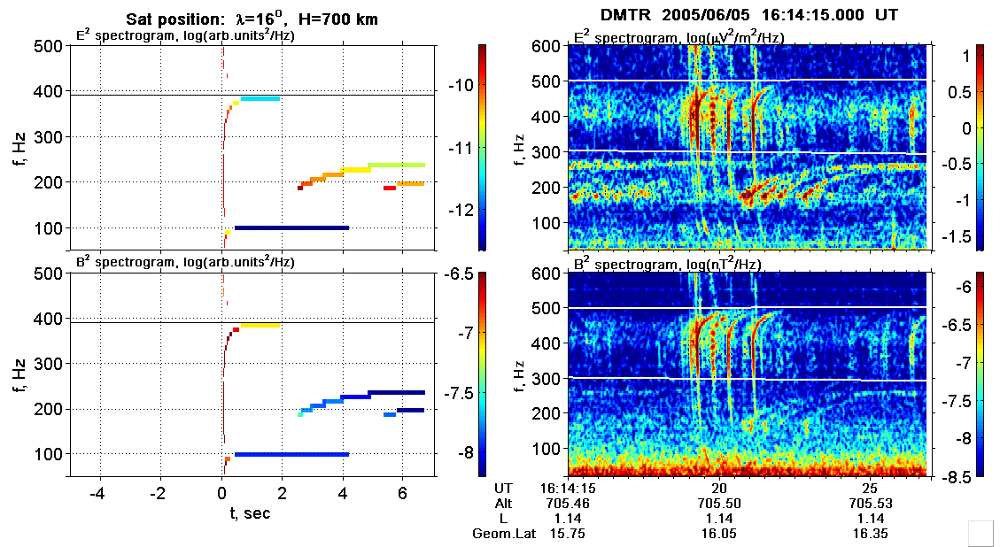 Sat position: λ=16⁰, H=700 km
E² spectrogram, log(arb.units²/Hz)
500
400
300
200
100
f, Hz
-10
-11
-12
B² spectrogram, log(arb.units²/Hz)
500
400
300
200
100
f, Hz
-6.5
-7
-7.5
-8
-4 -2 0 2 4 6
t, sec
DMTR 2005/06/05 16:14:15.000 UT
E² spectrogram, log(μV²/m²/Hz)
600
500
400
300
200
100
f, Hz
1
0.5
0
-0.5
-1
-1.5
B² spectrogram, log(nT²/Hz)
600
500
400
300
200
100
f, Hz
-6
-6.5
-7
-7.5
-8
-8.5
UT 16:14:15 20 25
Alt 705.46 705.50 705.53
L 1.14 1.14 1.14
Geom.Lat 15.75 16.05 16.35